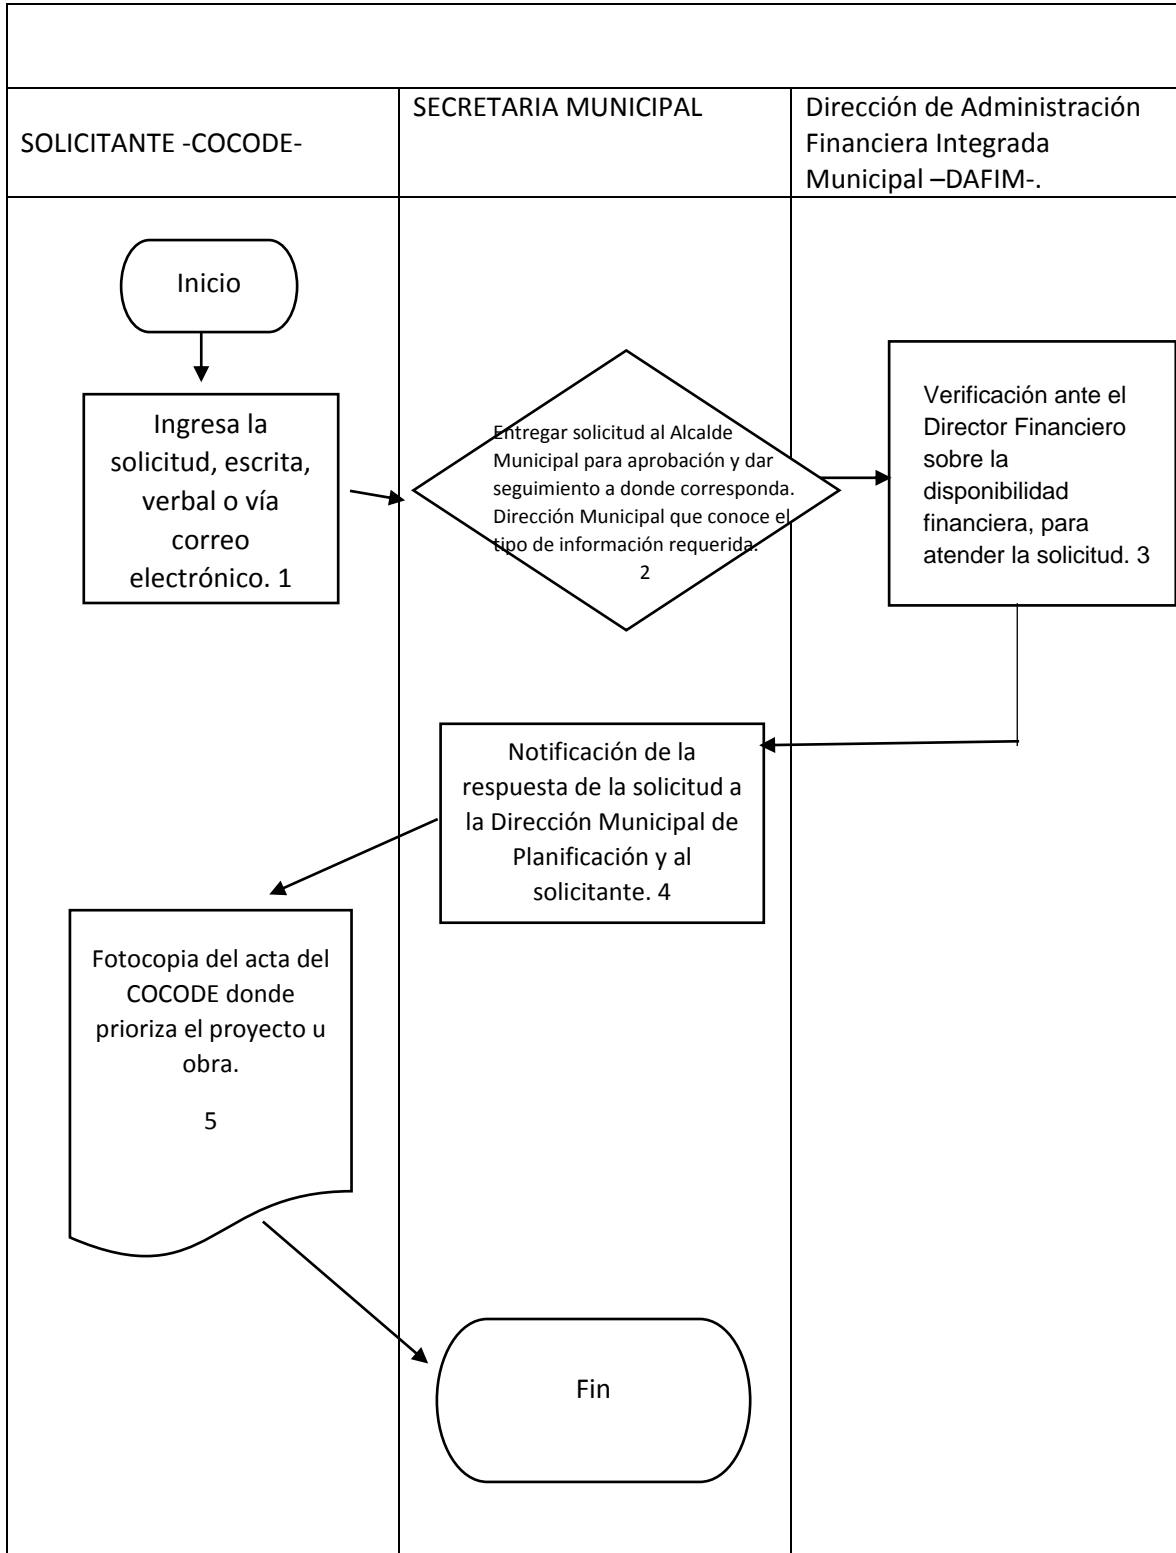 SOLICITANTE -COCODE-
SECRETARIA MUNICIPAL
Dirección de Administración
Financiera Integrada
Municipal –DAFIM-.
Inicio
Ingresa la
solicitud, escrita,
verbal o vía
correo
electrónico. 1
Entregar solicitud al Alcalde
Municipal para aprobación y dar
seguimiento a donde corresponda.
Dirección Municipal que conoce el
tipo de información requerida.
2
Verificación ante el
Director Financiero
sobre la
disponibilidad
financiera, para
atender la solicitud. 3
Notificación de la
respuesta de la solicitud a
la Dirección Municipal de
Planificación y al
solicitante. 4
Fotocopia del acta del
COCODE donde
prioriza el proyecto u
obra.
5
Fin